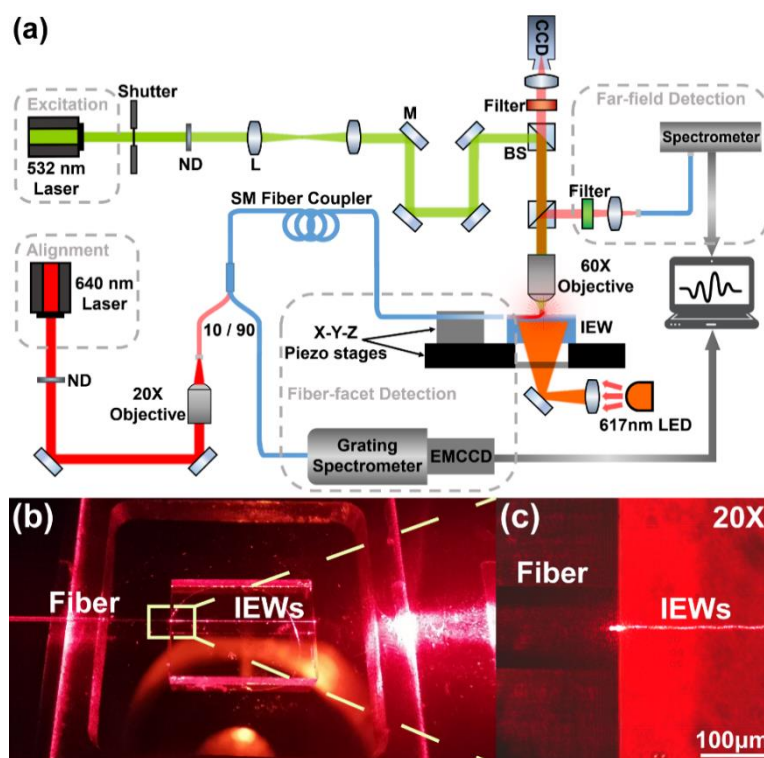 (a)
Excitation
Shutter
532 nm
Laser
ND
L
M
CCD
Filter
BS
Far-field Detection
Spectrometer
Filter
SM Fiber Coupler
Alignment
640 nm
Laser
ND
10 / 90
20X
Objective
60X
Objective
X-Y-Z
Piezo stages
IEW
617nm LED
Fiber-facet Detection
Grating
Spectrometer
EMCCD
(b)
Fiber
IEWs
(c)
20X
Fiber
IEWs
100μm